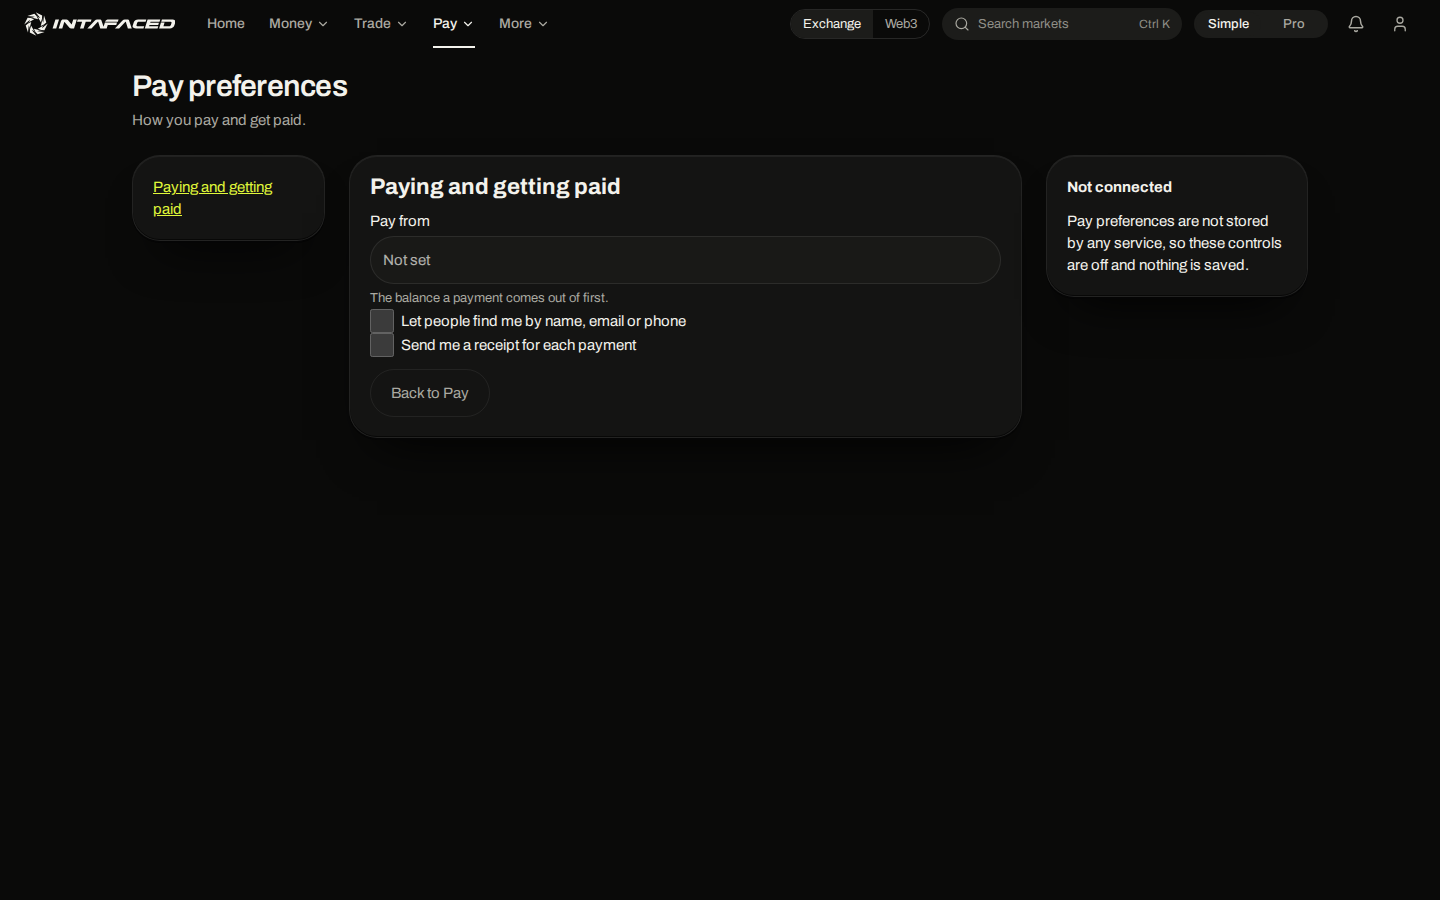 INTAFACED
Home
Money
Trade
Pay
More
Exchange
Web3
Search markets
Ctrl K
Simple
Pro
Pay preferences
How you pay and get paid.
Paying and getting
paid
Paying and getting paid
Pay from
Not set
The balance a payment comes out of first.
Let people find me by name, email or phone
Send me a receipt for each payment
Back to Pay
Not connected
Pay preferences are not stored
by any service, so these controls
are off and nothing is saved.